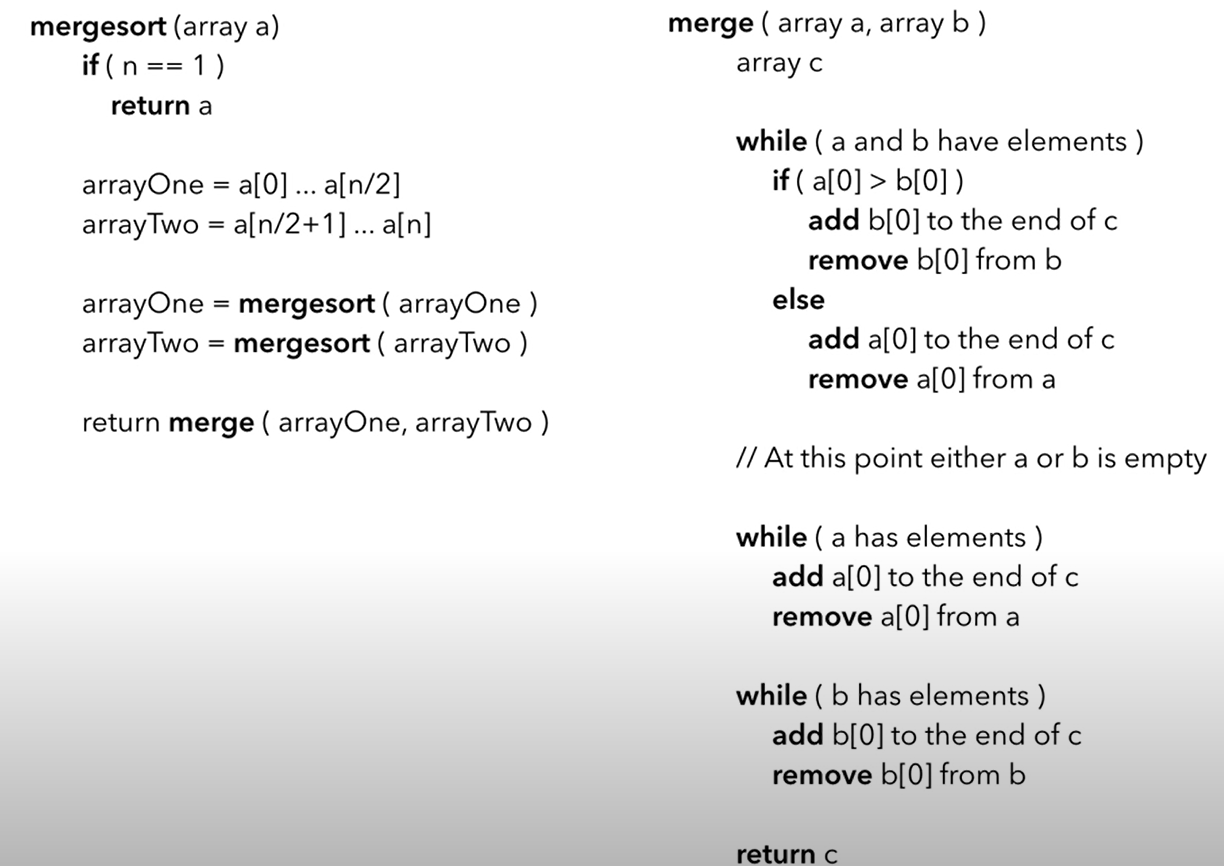 mergesort (array a)
if ( n == 1 )
return a
arrayOne = a[0] ... a[n/2]
arrayTwo = a[n/2+1] ... a[n]
arrayOne = mergesort ( arrayOne )
arrayTwo = mergesort ( arrayTwo )
return merge ( arrayOne, arrayTwo )
merge ( array a, array b )
array c
while ( a and b have elements )
if ( a[0] > b[0] )
add b[0] to the end of c
remove b[0] from b
else
add a[0] to the end of c
remove a[0] from a
// At this point either a or b is empty
while ( a has elements )
add a[0] to the end of c
remove a[0] from a
while ( b has elements )
add b[0] to the end of c
remove b[0] from b
return c